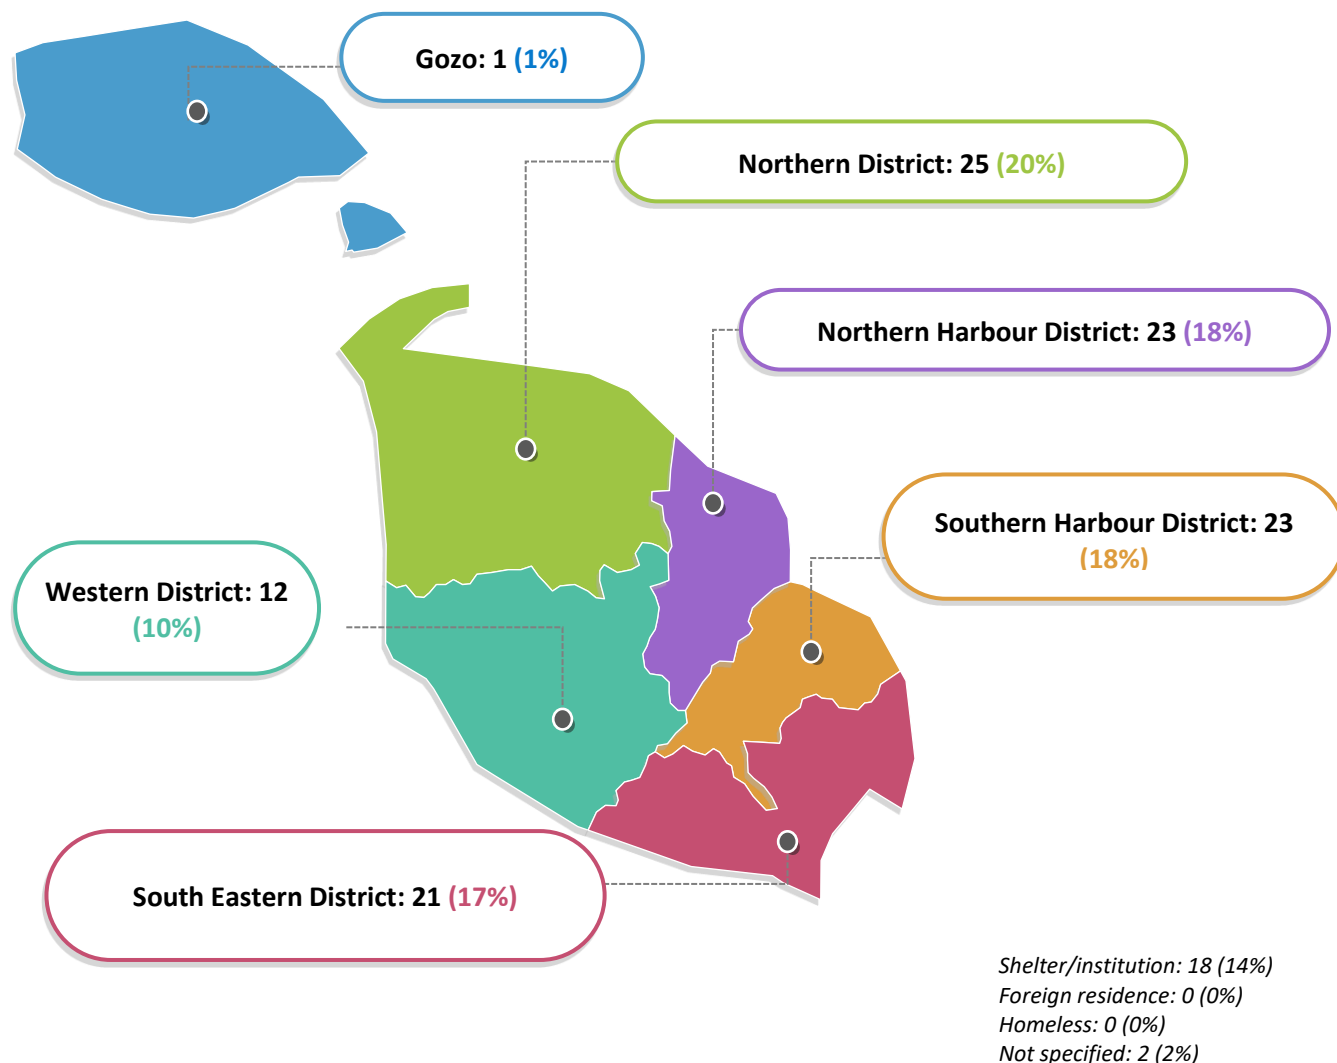 Gozo: 1 (1%)
Northern District: 25 (20%)
Northern Harbour District: 23 (18%)
Southern Harbour District: 23
(18%)
Western District: 12
(10%)
South Eastern District: 21 (17%)
Shelter/institution: 18 (14%)
Foreign residence: 0 (0%)
Homeless: 0 (0%)
Not specified: 2 (2%)